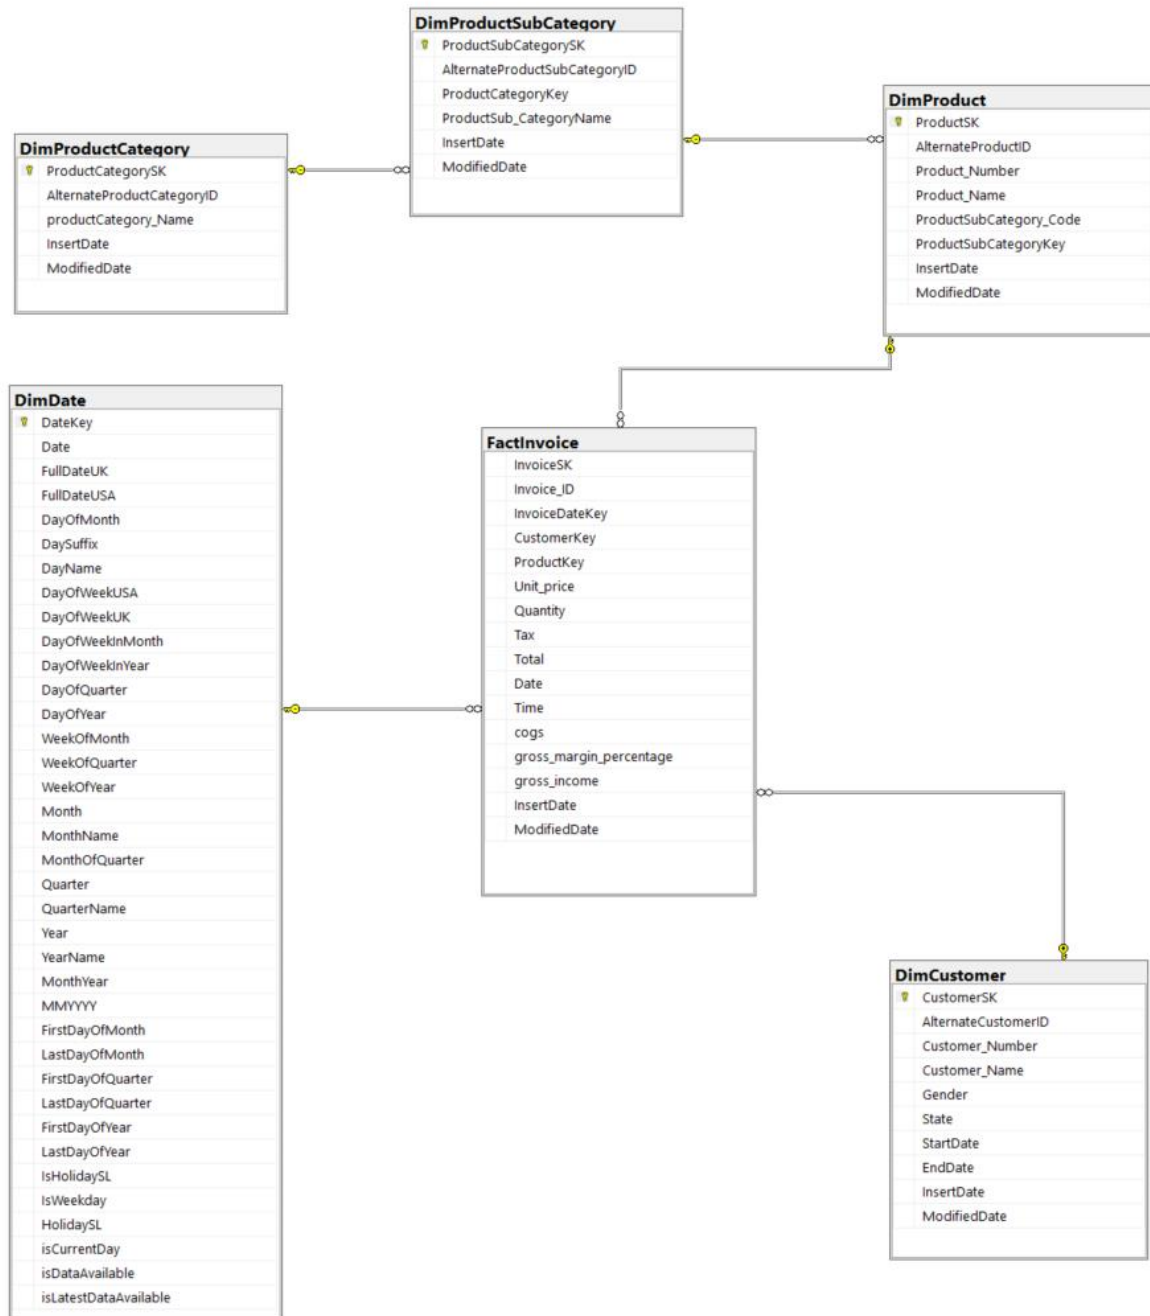 DimProductSubCategory
ProductSubCategorySK
AlternateProductSubCategoryID
ProductCategoryKey
ProductSub_CategoryName
InsertDate
ModifiedDate
DimProduct
ProductSK
AlternateProductID
Product_Number
Product_Name
ProductSubCategory_Code
ProductSubCategoryKey
InsertDate
ModifiedDate
DimProductCategory
ProductCategorySK
AlternateProductCategoryID
productCategory_Name
InsertDate
ModifiedDate
DimDate
DateKey
Date
FullDateUK
FullDateUSA
DayOfMonth
DaySuffix
DayName
DayOfWeekUSA
DayOfWeekUK
DayOfWeekInMonth
DayOfWeekInYear
DayOfQuarter
DayOfYear
WeekOfMonth
WeekOfQuarter
WeekOfYear
Month
MonthName
MonthOfQuarter
Quarter
QuarterName
Year
YearName
MonthYear
MMYYYY
FirstDayOfMonth
LastDayOfMonth
FirstDayOfQuarter
LastDayOfQuarter
FirstDayOfYear
LastDayOfYear
IsHolidaySL
IsWeekday
HolidaySL
isCurrentDay
isDataAvailable
isLatestDataAvailable
FactInvoice
InvoiceSK
Invoice_ID
InvoiceDateKey
CustomerKey
ProductKey
Unit_price
Quantity
Tax
Total
Date
Time
cogs
gross_margin_percentage
gross_income
InsertDate
ModifiedDate
DimCustomer
CustomerSK
AlternateCustomerID
Customer_Number
Customer_Name
Gender
State
StartDate
EndDate
InsertDate
ModifiedDate